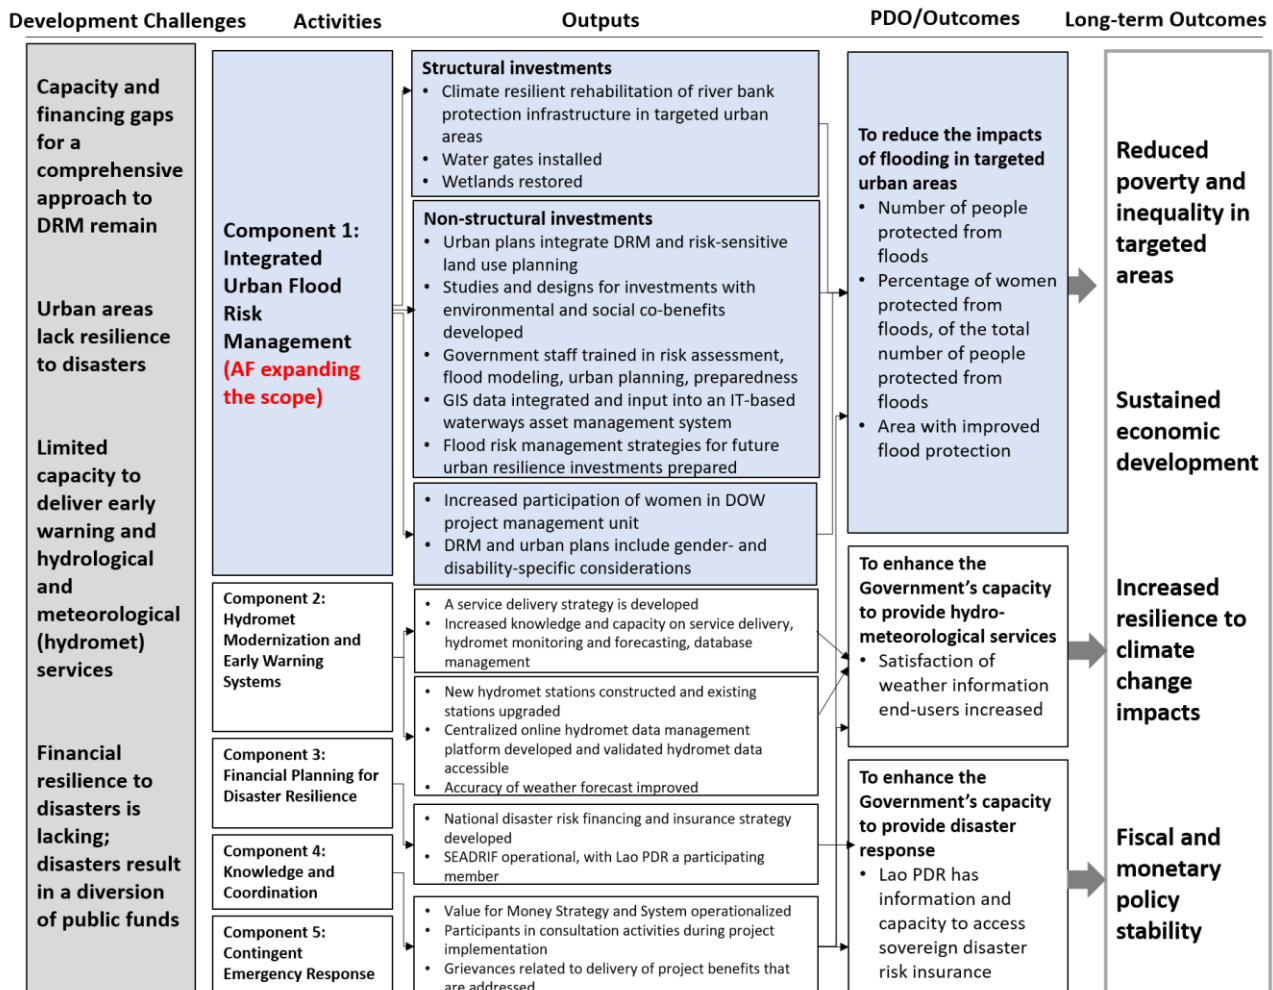 Development Challenges
Activities
Outputs
PDO/Outcomes
Long-term Outcomes
Capacity and
financing gaps
for a
comprehensive
approach to
DRM remain
Urban areas
lack resilience
to disasters
Limited
capacity to
deliver early
warning and
hydrological
and
meteorological
(hydromet)
services
Financial
resilience to
disasters is
lacking;
disasters result
in a diversion
of public funds
Component 1:
Integrated
Urban Flood
Risk
Management
(AF expanding
the scope)
Component 2:
Hydromet
Modernization and
Early Warning
Systems
Component 3:
Financial Planning for
Disaster Resilience
Component 4:
Knowledge and
Coordination
Component 5:
Contingent
Emergency Response
Structural investments
• Climate resilient rehabilitation of river bank
protection infrastructure in targeted urban
areas
• Water gates installed
• Wetlands restored
Non-structural investments
• Urban plans integrate DRM and risk-sensitive
land use planning
• Studies and designs for investments with
environmental and social co-benefits
developed
• Government staff trained in risk assessment,
flood modeling, urban planning, preparedness
• GIS data integrated and input into an IT-based
waterways asset management system
• Flood risk management strategies for future
urban resilience investments prepared
• Increased participation of women in DOW
project management unit
• DRM and urban plans include gender- and
disability-specific considerations
• A service delivery strategy is developed
• Increased knowledge and capacity on service delivery,
hydromet monitoring and forecasting, database
management
• New hydromet stations constructed and existing
stations upgraded
• Centralized online hydromet data management
platform developed and validated hydromet data
accessible
• Accuracy of weather forecast improved
• National disaster risk financing and insurance strategy
developed
• SEADRIF operational, with Lao PDR a participating
member
• Value for Money Strategy and System operationalized
• Participants in consultation activities during project
implementation
• Grievances related to delivery of project benefits that
are addressed
To reduce the impacts
of flooding in targeted
urban areas
• Number of people
protected from
floods
• Percentage of women
protected from
floods, of the total
number of people
protected from
floods
• Area with improved
flood protection
To enhance the
Government's capacity
to provide hydro-
meteorological services
• Satisfaction of
weather information
end-users increased
To enhance the
Government's capacity
to provide disaster
response
• Lao PDR has
information and
capacity to access
sovereign disaster
risk insurance
Reduced
poverty and
inequality in
targeted
areas
Sustained
economic
development
Increased
resilience to
climate
change
impacts
Fiscal and
monetary
policy
stability